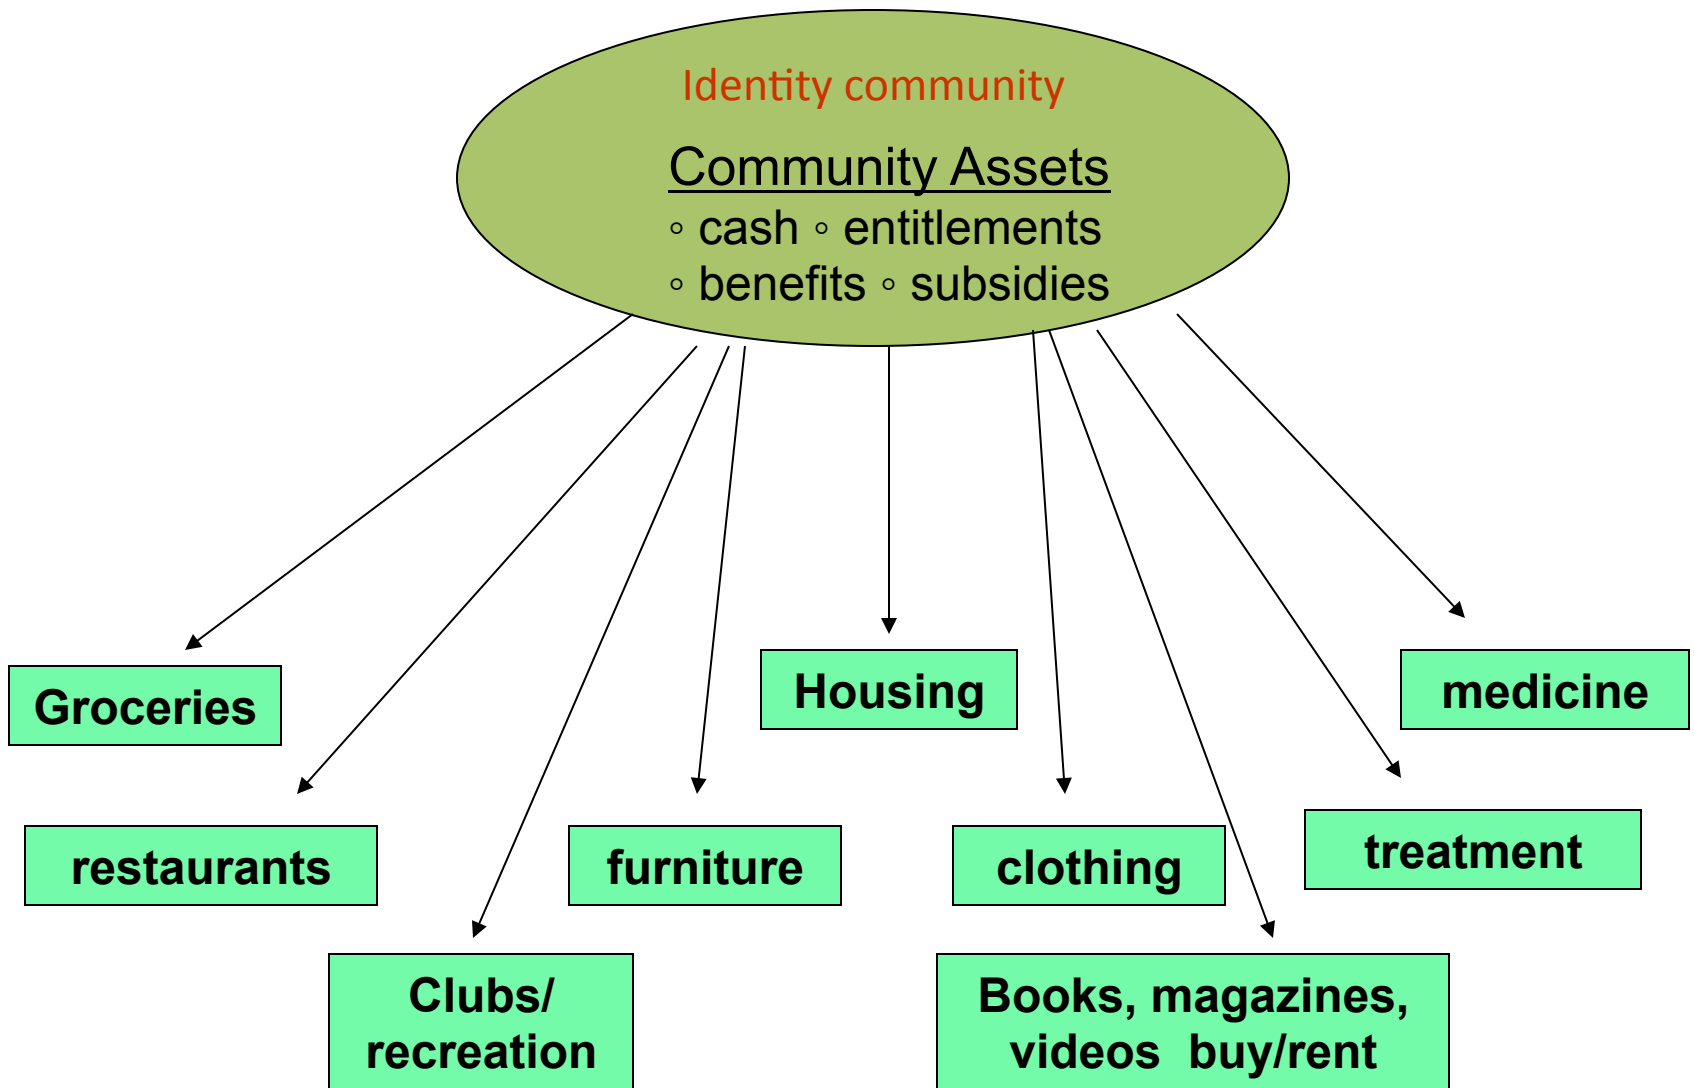 Identity community
Community Assets
◦ cash ◦ entitlements
◦ benefits ◦ subsidies
Groceries
Housing
medicine
restaurants
furniture
clothing
treatment
Clubs/
recreation
Books, magazines,
videos  buy/rent